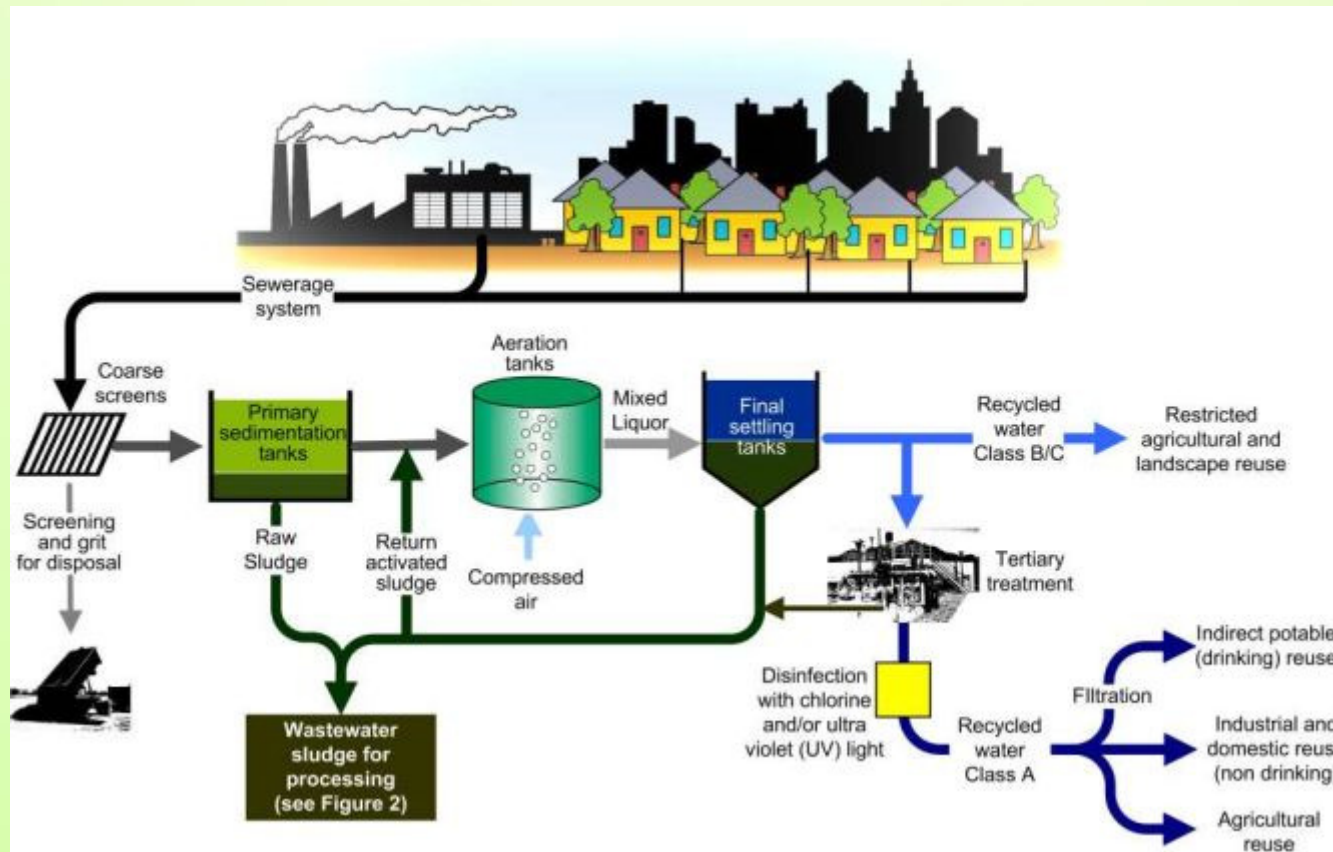 Sewerage
system
Coarse
screens
Primary
sedimentation
tanks
Aeration
tanks
Mixed
Liquor
Final
settling
tanks
Recycled
water
Class B/C
Restricted
agricultural and
landscape reuse
Screening
and grit
for disposal
Raw
Sludge
Return
activated
sludge
Compressed
air
Tertiary
treatment
Wastewater
sludge for
processing
(see Figure 2)
Disinfection
with chlorine
and/or ultra
violet (UV) light
Recycled
water
Class A
FIltration
Indirect potable
(drinking) reuse
Industrial and
domestic reuse
(non drinking)
Agricultural
reuse